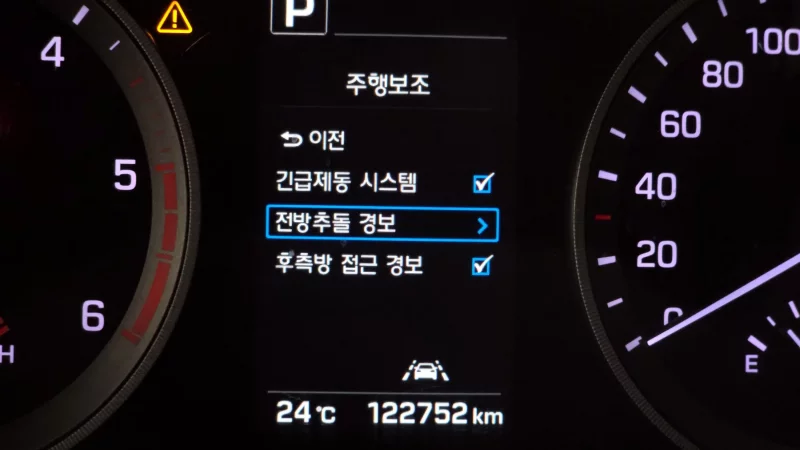 P
주행보조
이전
긴급제동 시스템
전방추돌 경보
후측방 접근 경보
24℃ 122752 km
4
5
6
H
100
80
60
40
20
0
E